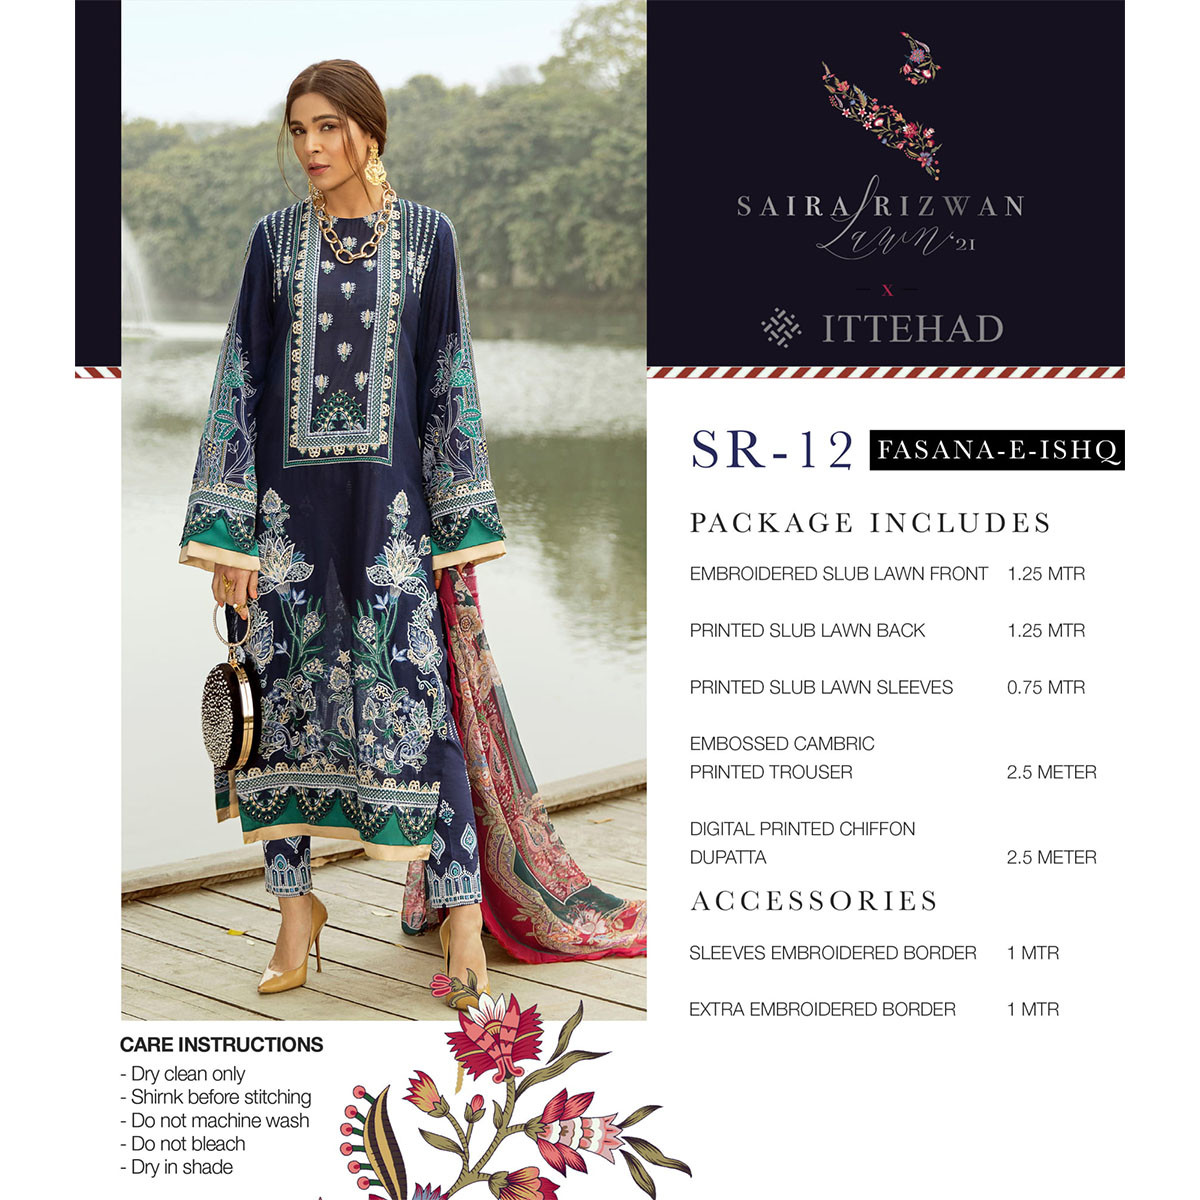 SAIRA RIZWAN
Lawn '21
X
ITTEHAD
SR-12 FASANA-E-ISHQ
PACKAGE INCLUDES
EMBROIDERED SLUB LAWN FRONT 1.25 MTR
PRINTED SLUB LAWN BACK 1.25 MTR
PRINTED SLUB LAWN SLEEVES 0.75 MTR
EMBOSSED CAMBRIC
PRINTED TROUSER 2.5 METER
DIGITAL PRINTED CHIFFON
DUPATTA 2.5 METER
ACCESSORIES
SLEEVES EMBROIDERED BORDER 1 MTR
EXTRA EMBROIDERED BORDER 1 MTR
CARE INSTRUCTIONS
- Dry clean only
- Shirnk before stitching
- Do not machine wash
- Do not bleach
- Dry in shade